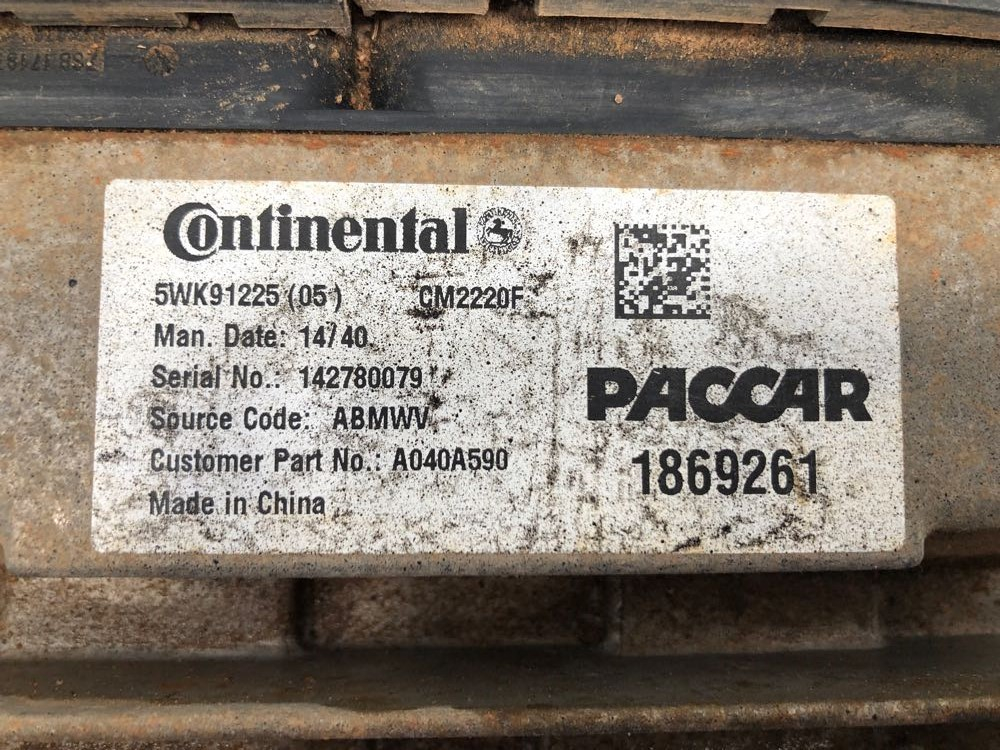 Continental
5WK91225 (05) CM2220F
Man. Date: 14/40
Serial No.: 142780079
Source Code: ABMWV
Customer Part No.: A040A590
Made in China
PACCAR
1869261